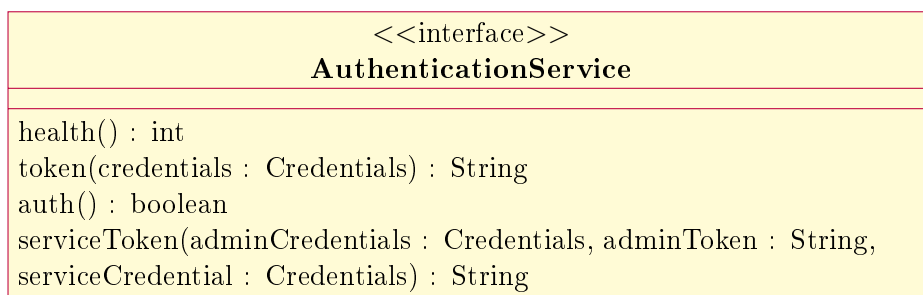 <<interface>>
AuthenticationService
health() : int
token(credentials : Credentials) : String
auth() : boolean
serviceToken(adminCredentials : Credentials, adminToken : String,
serviceCredential : Credentials) : String